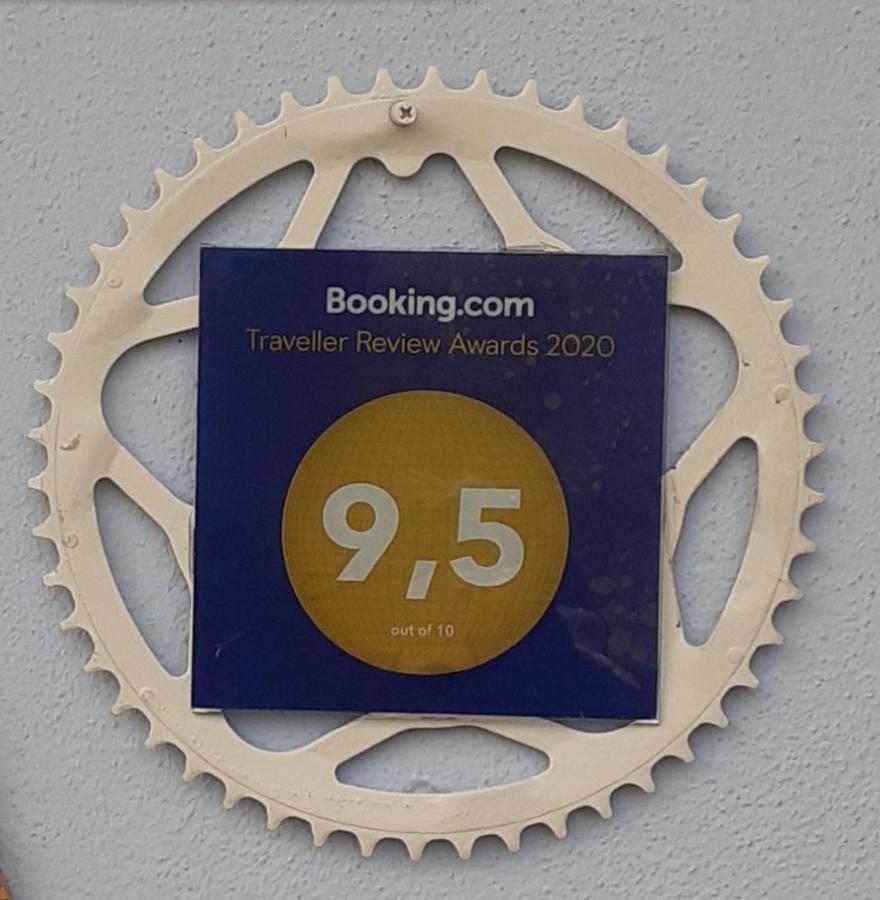 Booking.com
Traveller Review Awards 2020
9,5
out of 10